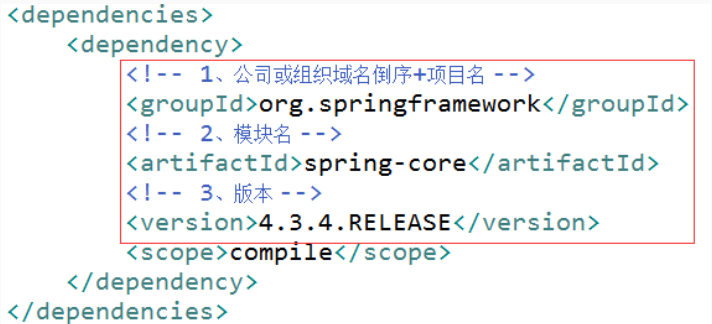 <dependencies>
<dependency>
<!-- 1、公司或组织域名倒序+项目名 -->
<groupId>org.springframework</groupId>
<!-- 2、模块名 -->
<artifactId>spring-core</artifactId>
<!-- 3、版本 -->
<version>4.3.4.RELEASE</version>
<scope>compile</scope>
</dependency>
</dependencies>